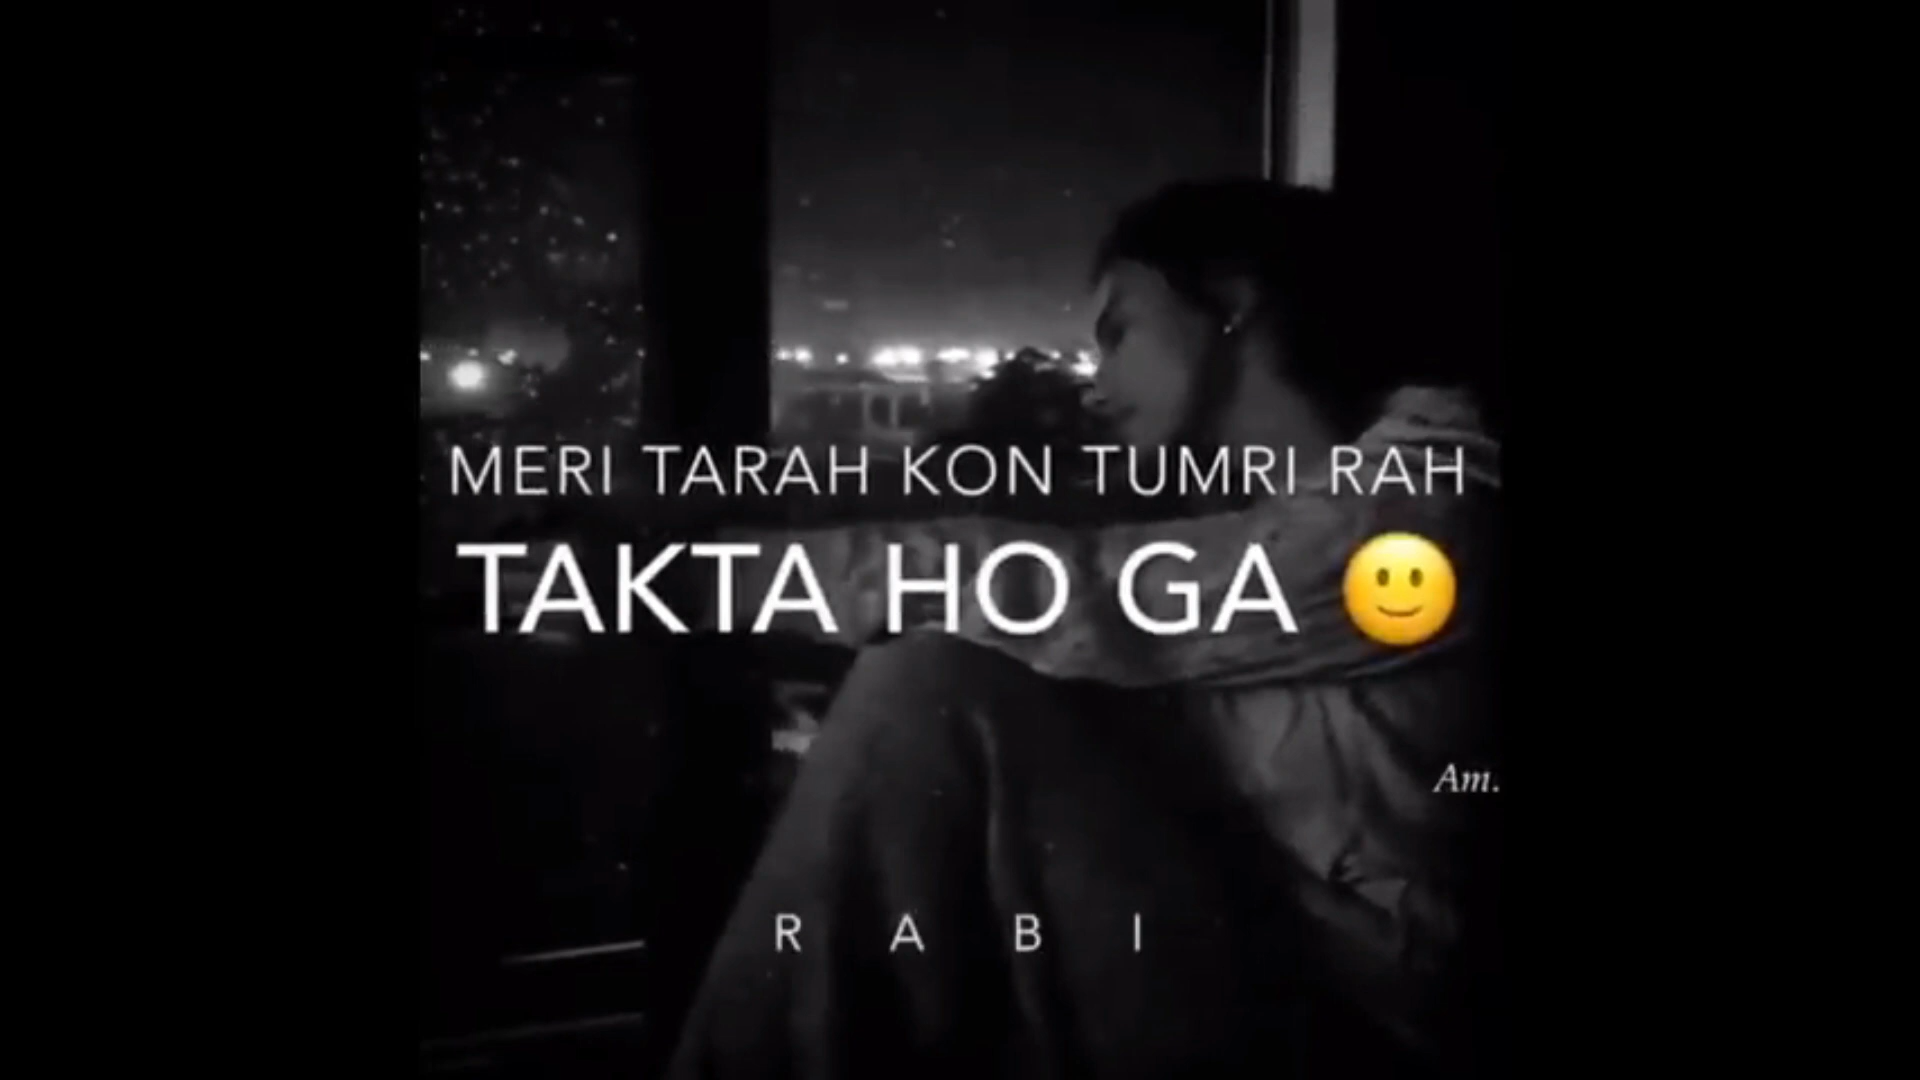 MERI TARAH KON TUMRI RAH
TAKTA HO GA 🙂
Am.
R A B I